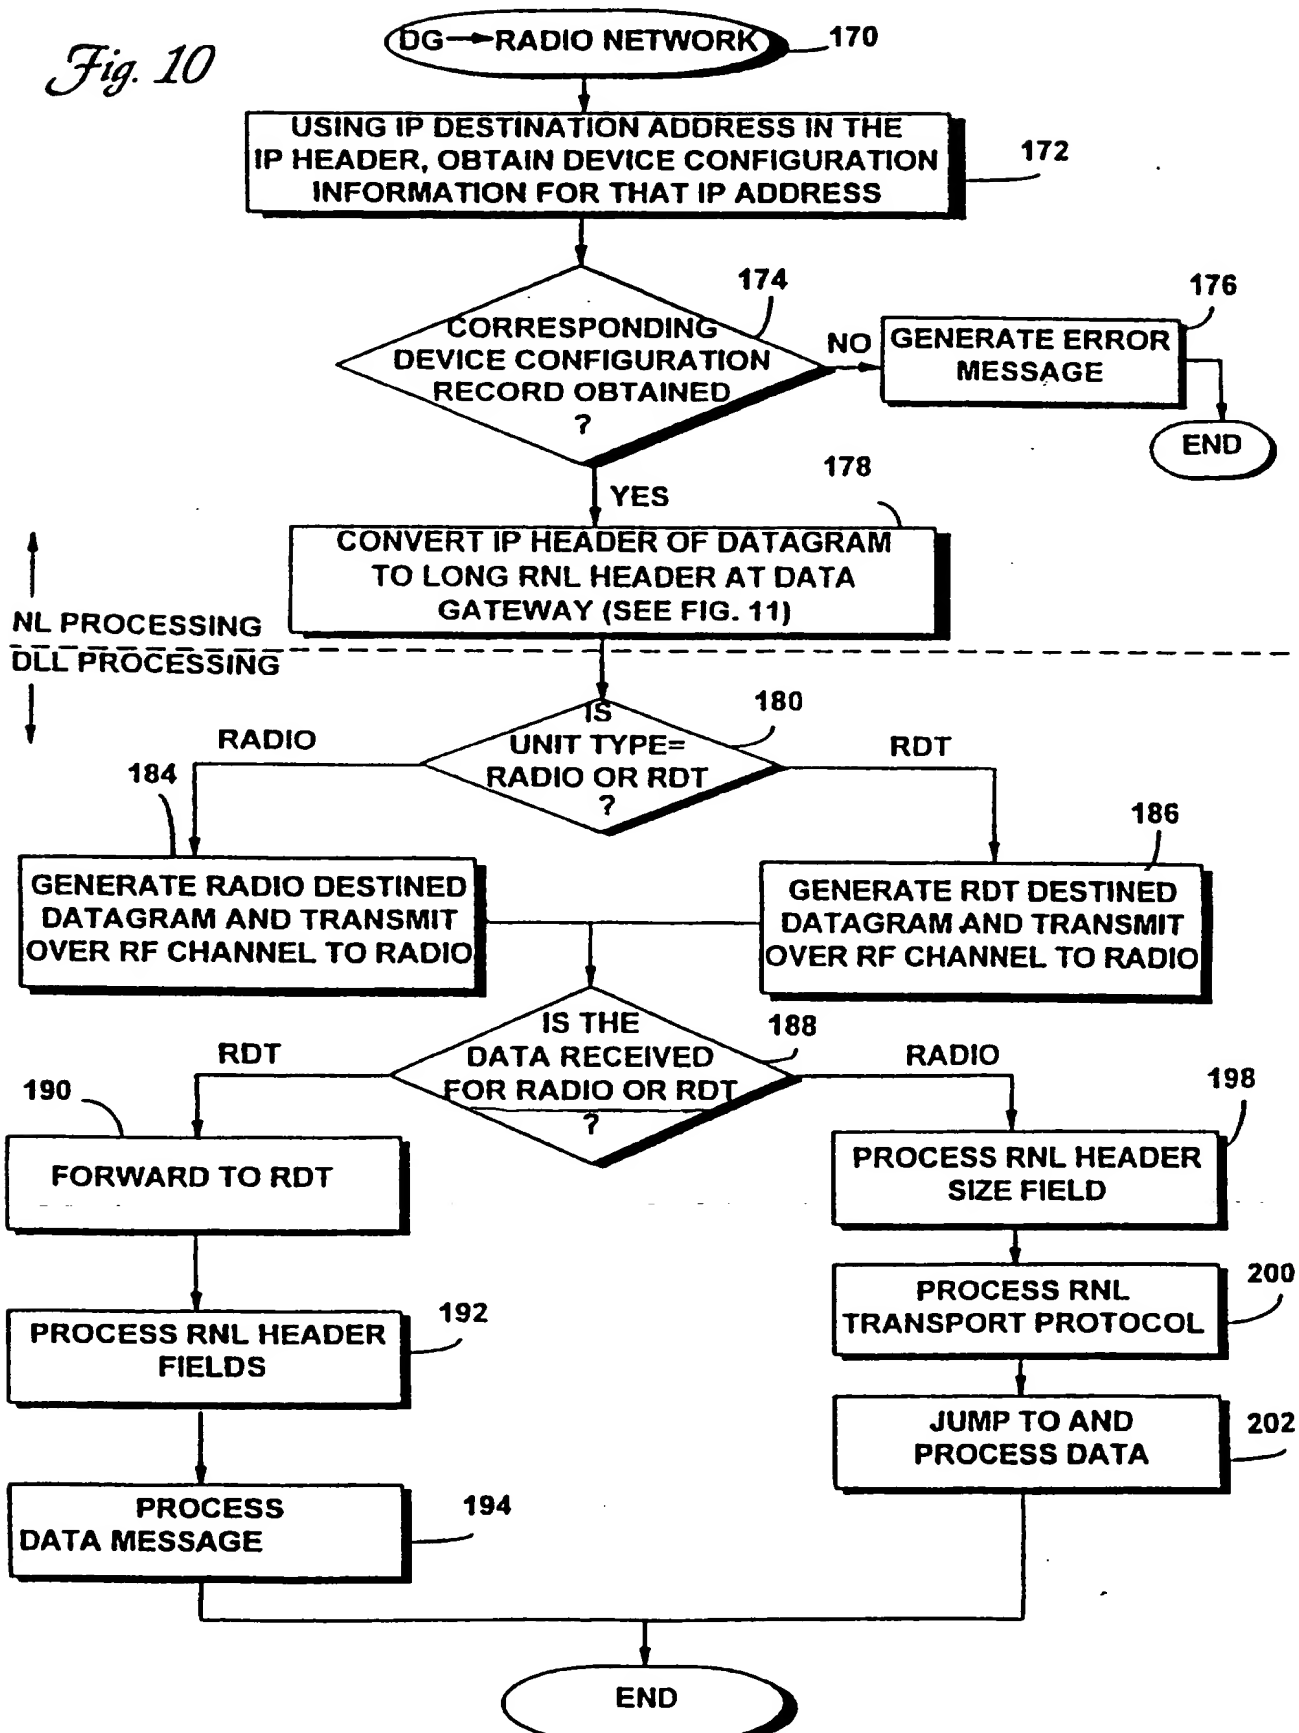 Fig. 10
DG→RADIO NETWORK
170
USING IP DESTINATION ADDRESS IN THE
IP HEADER, OBTAIN DEVICE CONFIGURATION
INFORMATION FOR THAT IP ADDRESS
172
174
CORRESPONDING
DEVICE CONFIGURATION
RECORD OBTAINED
?
NO
176
GENERATE ERROR
MESSAGE
END
YES
178
CONVERT IP HEADER OF DATAGRAM
TO LONG RNL HEADER AT DATA
GATEWAY (SEE FIG. 11)
NL PROCESSING
DLL PROCESSING
180
IS
UNIT TYPE=
RADIO OR RDT
?
RADIO
RDT
184
GENERATE RADIO DESTINED
DATAGRAM AND TRANSMIT
OVER RF CHANNEL TO RADIO
186
GENERATE RDT DESTINED
DATAGRAM AND TRANSMIT
OVER RF CHANNEL TO RADIO
188
IS THE
DATA RECEIVED
FOR RADIO OR RDT
?
RDT
RADIO
190
FORWARD TO RDT
198
PROCESS RNL HEADER
SIZE FIELD
192
PROCESS RNL HEADER
FIELDS
200
PROCESS RNL
TRANSPORT PROTOCOL
194
PROCESS
DATA MESSAGE
202
JUMP TO AND
PROCESS DATA
END